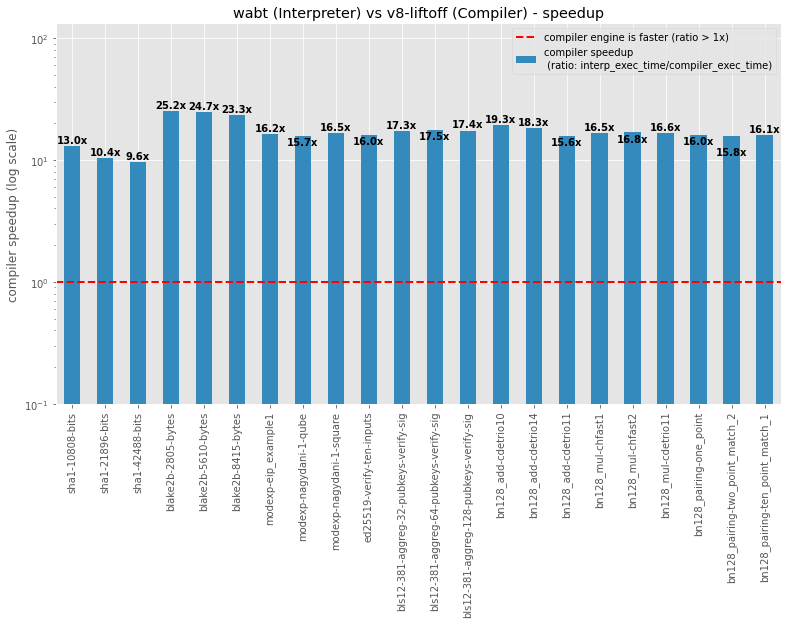 wabt (Interpreter) vs v8-liftoff (Compiler) - speedup
compiler engine is faster (ratio > 1x)
compiler speedup
(ratio: interp_exec_time/compiler_exec_time)
compiler speedup (log scale)
10²
10¹
10⁰
10⁻¹
13.0x
10.4x
9.6x
25.2x
24.7x
23.3x
16.2x
15.7x
16.5x
16.0x
17.3x
17.5x
17.4x
19.3x
18.3x
15.6x
16.5x
16.8x
16.6x
16.0x
15.8x
16.1x
sha1-10808-bits
sha1-21896-bits
sha1-42488-bits
blake2b-2805-bytes
blake2b-5610-bytes
blake2b-8415-bytes
modexp-eip_example1
modexp-nagydani-1-qube
modexp-nagydani-1-square
ed25519-verify-ten-inputs
bls12-381-aggreg-32-pubkeys-verify-sig
bls12-381-aggreg-64-pubkeys-verify-sig
bls12-381-aggreg-128-pubkeys-verify-sig
bn128_add-cdetrio10
bn128_add-cdetrio14
bn128_add-cdetrio11
bn128_mul-chfast1
bn128_mul-chfast2
bn128_mul-cdetrio11
bn128_pairing-one_point
bn128_pairing-two_point_match_2
bn128_pairing-ten_point_match_1